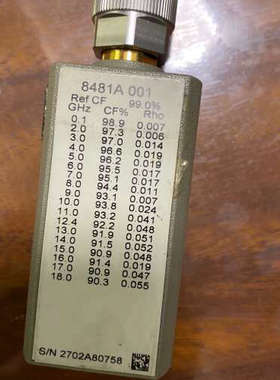 8481A 001
Ref CF 99.0%
GHz CF% Rho
0.1 98.9 0.007
2.0 97.3 0.006
3.0 97.0 0.014
4.0 96.6 0.019
5.0 96.2 0.019
6.0 95.5 0.017
7.0 95.1 0.017
8.0 94.4 0.011
9.0 93.1 0.007
10.0 93.8 0.024
11.0 93.2 0.041
12.4 92.2 0.048
13.0 91.9 0.051
14.0 91.5 0.052
15.0 90.9 0.048
16.0 91.4 0.019
17.0 90.9 0.047
18.0 90.3 0.055
S/N 2702A80758